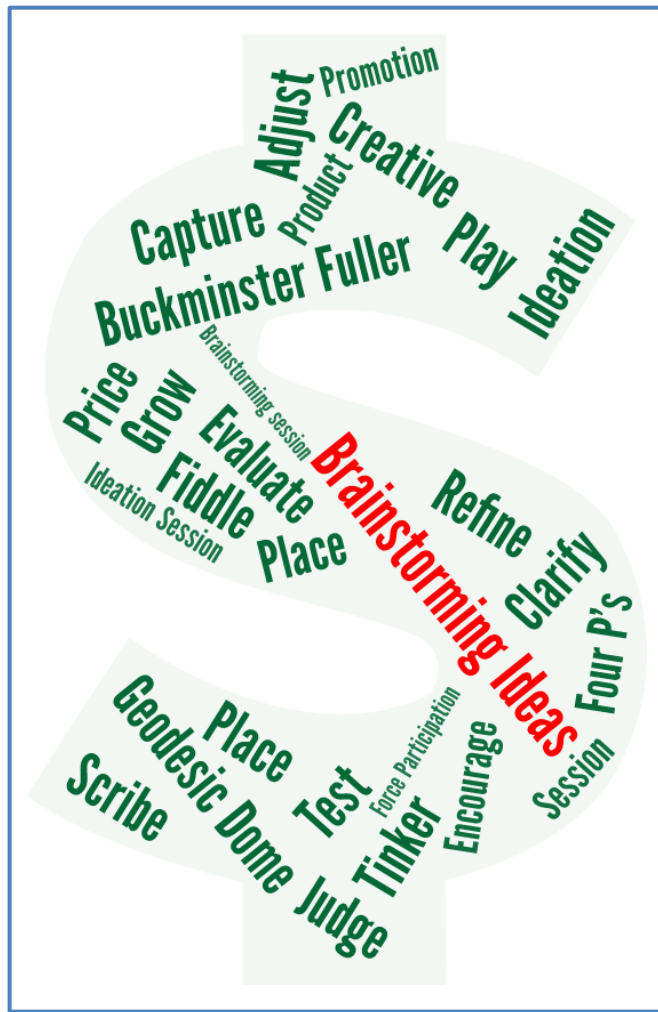 Promotion
Adjust
Creative
Product
Capture
Play
Ideation
Buckminster Fuller
Brainstorming session
Price
Grow
Evaluate
Fiddle
Ideation Session
Place
Brainstorming Ideas
Refine
Clarify
Four P's
Session
Force Participation
Encourage
Place
Geodesic Dome
Scribe
Test
Tinker
Judge